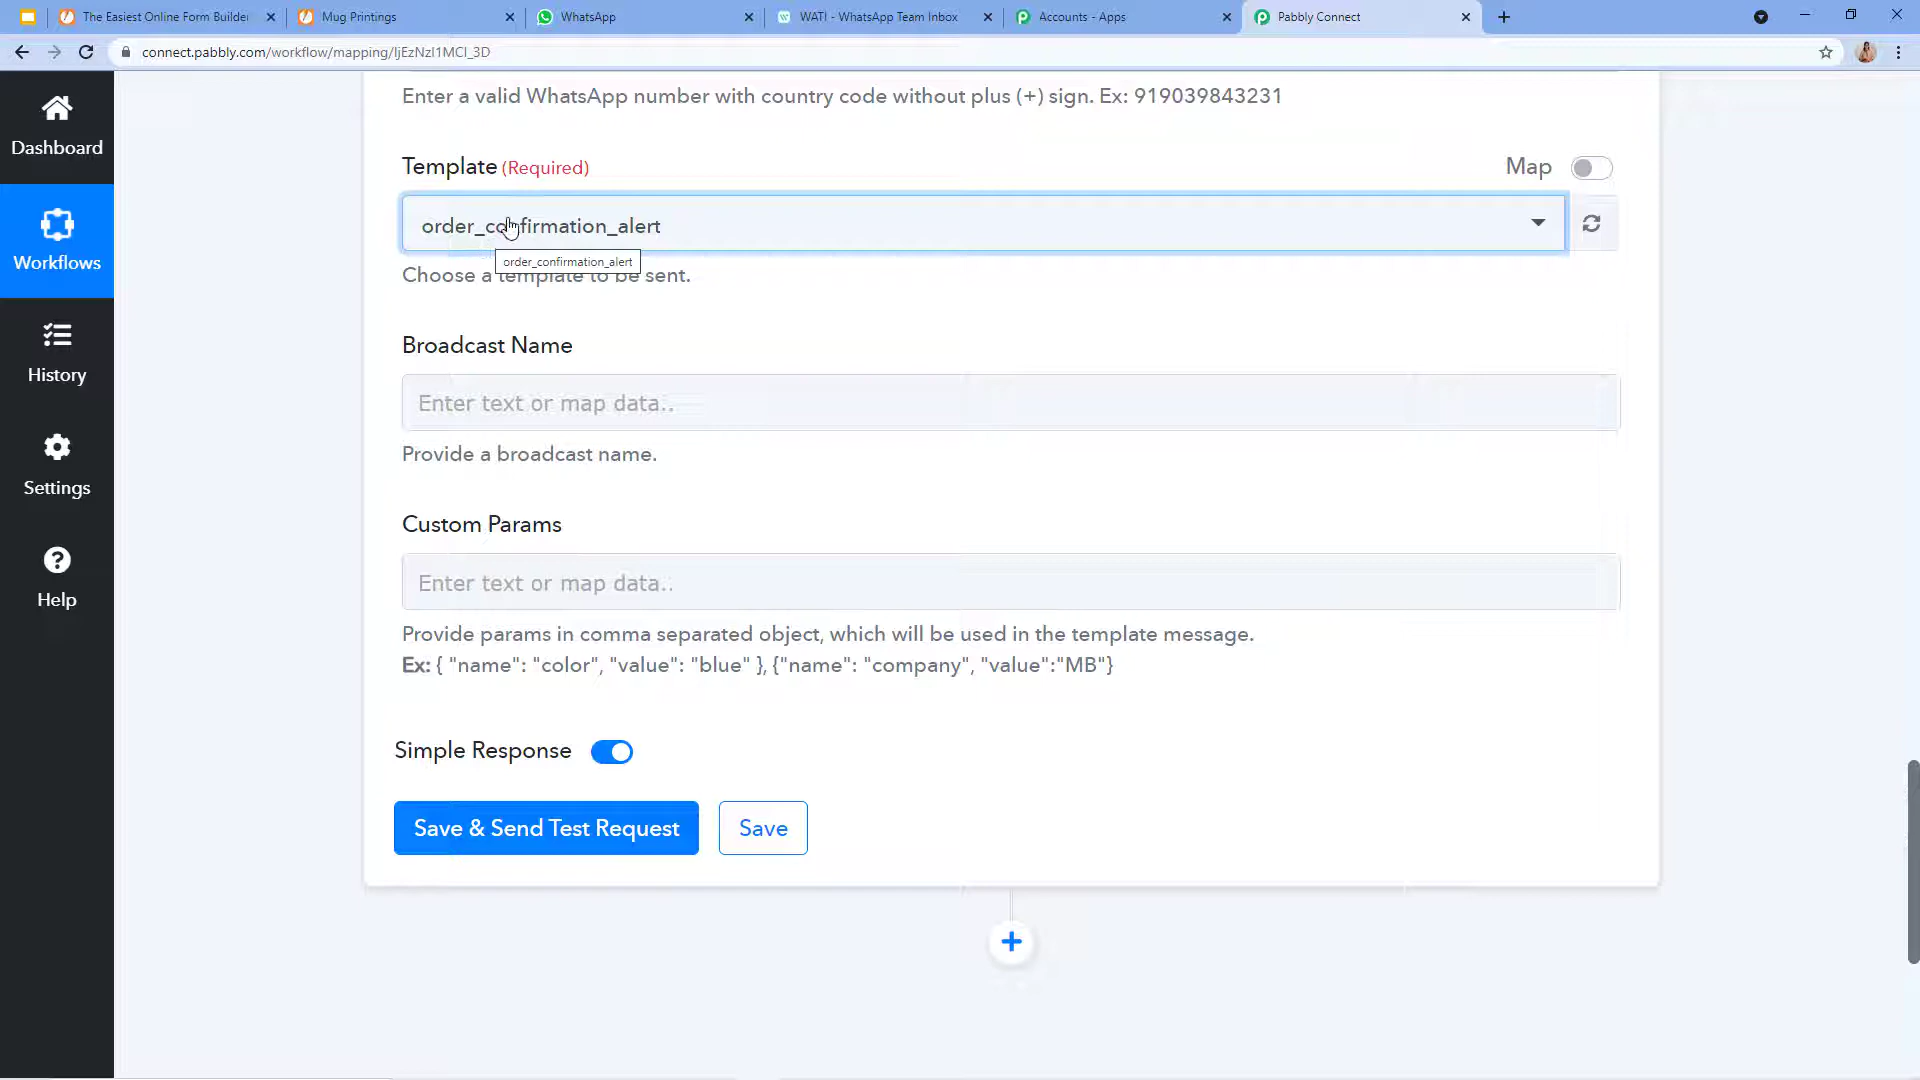 The Easiest Online Form Builder
Mug Printings
WhatsApp
WATI - WhatsApp Team Inbox
Accounts - Apps
Pabbly Connect
connect.pabbly.com/workflow/mapping/IjEzNzI1MCI_3D
Dashboard
Workflows
History
Settings
Help
Enter a valid WhatsApp number with country code without plus (+) sign. Ex: 919039843231
Template (Required)
Map
order_confirmation_alert
order_confirmation_alert
Choose a template to be sent.
Broadcast Name
Enter text or map data..
Provide a broadcast name.
Custom Params
Enter text or map data..
Provide params in comma separated object, which will be used in the template message.
Ex: { "name": "color", "value": "blue" }, {"name": "company", "value":"MB"}
Simple Response
Save & Send Test Request
Save